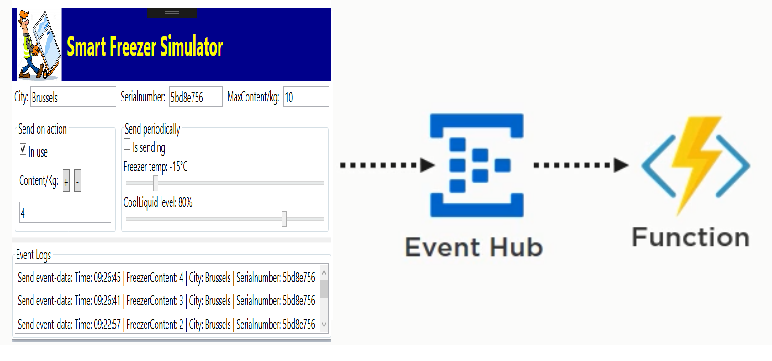 Smart Freezer Simulator
City: Brussels Serialnumber: 5bd8e756 MaxContent/kg: 10
Send on action
In use
Content/Kg: + -
4
Send periodically
Is sending
Freezer temp: -15°C
CoolLiquid level: 80%
Event Logs
Send event-data: Time: 09:26:45 | FreezerContent: 4 | City: Brussels | Serialnumber: 5bd8e756
Send event-data: Time: 09:26:41 | FreezerContent: 3 | City: Brussels | Serialnumber: 5bd8e756
Send event-data: Time: 09:22:57 | FreezerContent: 2 | City: Brussels | Serialnumber: 5bd8e756
Event Hub
Function